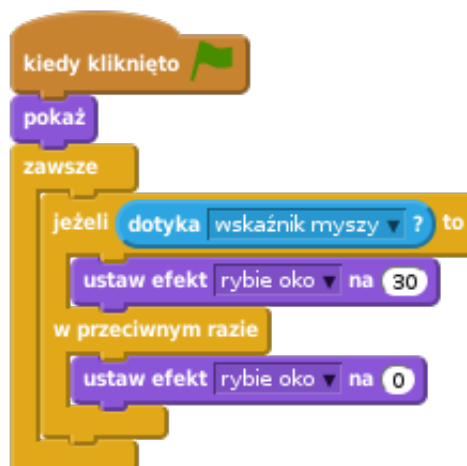 kiedy kliknięto
pokaż
zawsze
jeżeli dotyka wskaźnik myszy ? to
ustaw efekt rybie oko na 30
w przeciwnym razie
ustaw efekt rybie oko na 0